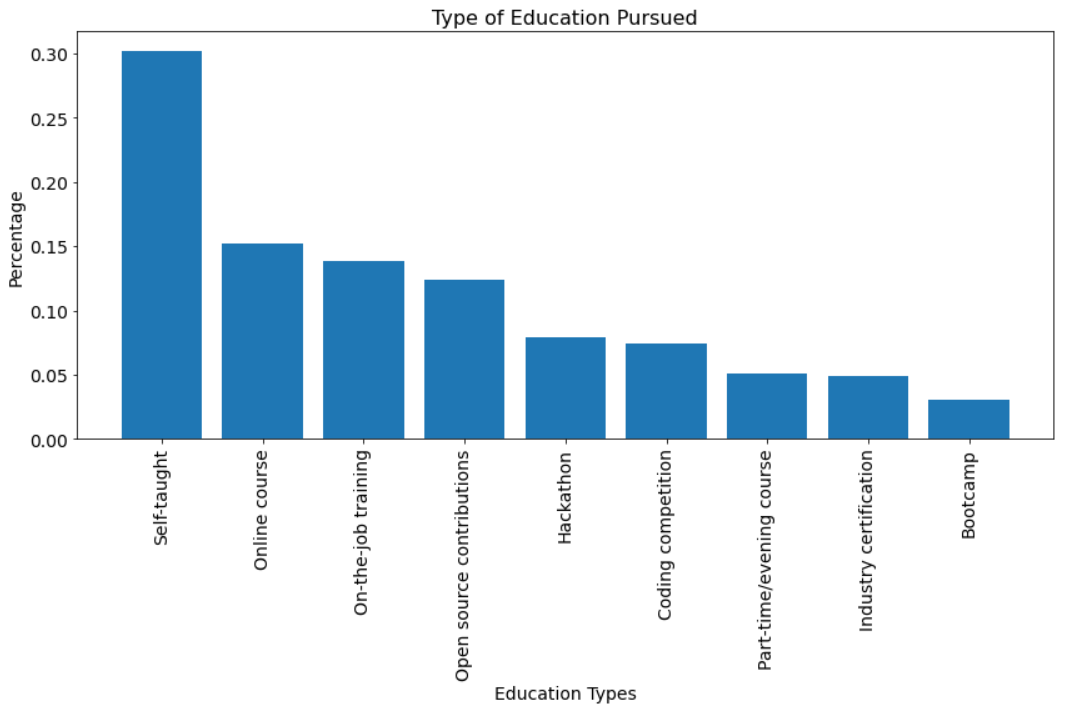 Type of Education Pursued
Percentage
0.30
0.25
0.20
0.15
0.10
0.05
0.00
Self-taught
Online course
On-the-job training
Open source contributions
Hackathon
Coding competition
Part-time/evening course
Industry certification
Bootcamp
Education Types